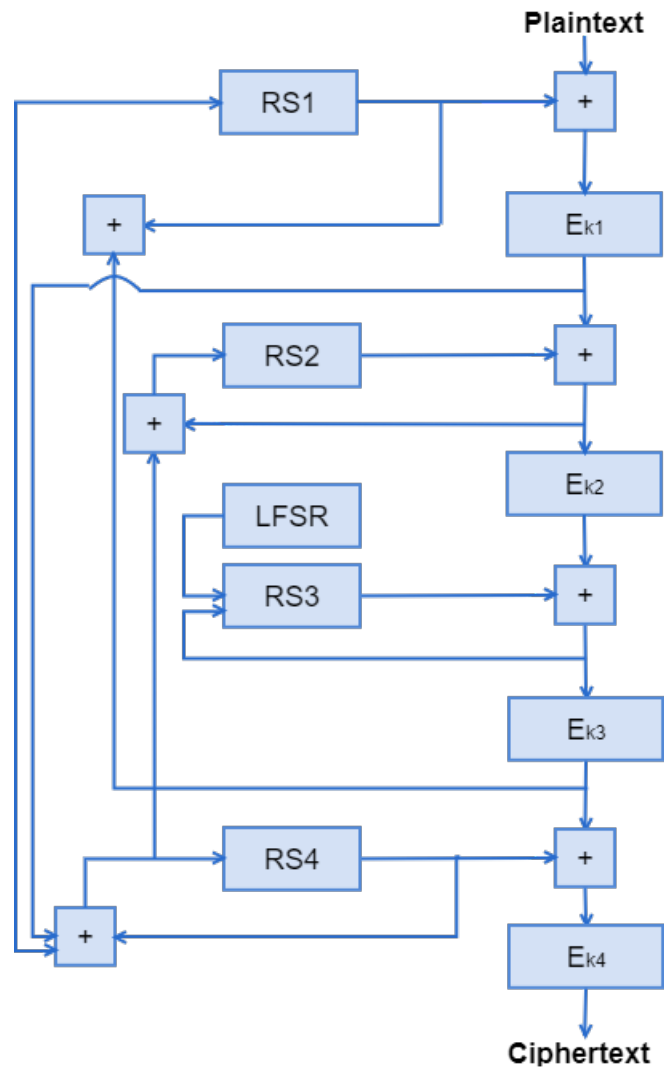 Plaintext
RS1
+
+
Ek1
RS2
+
+
Ek2
LFSR
RS3
+
Ek3
RS4
+
+
Ek4
Ciphertext